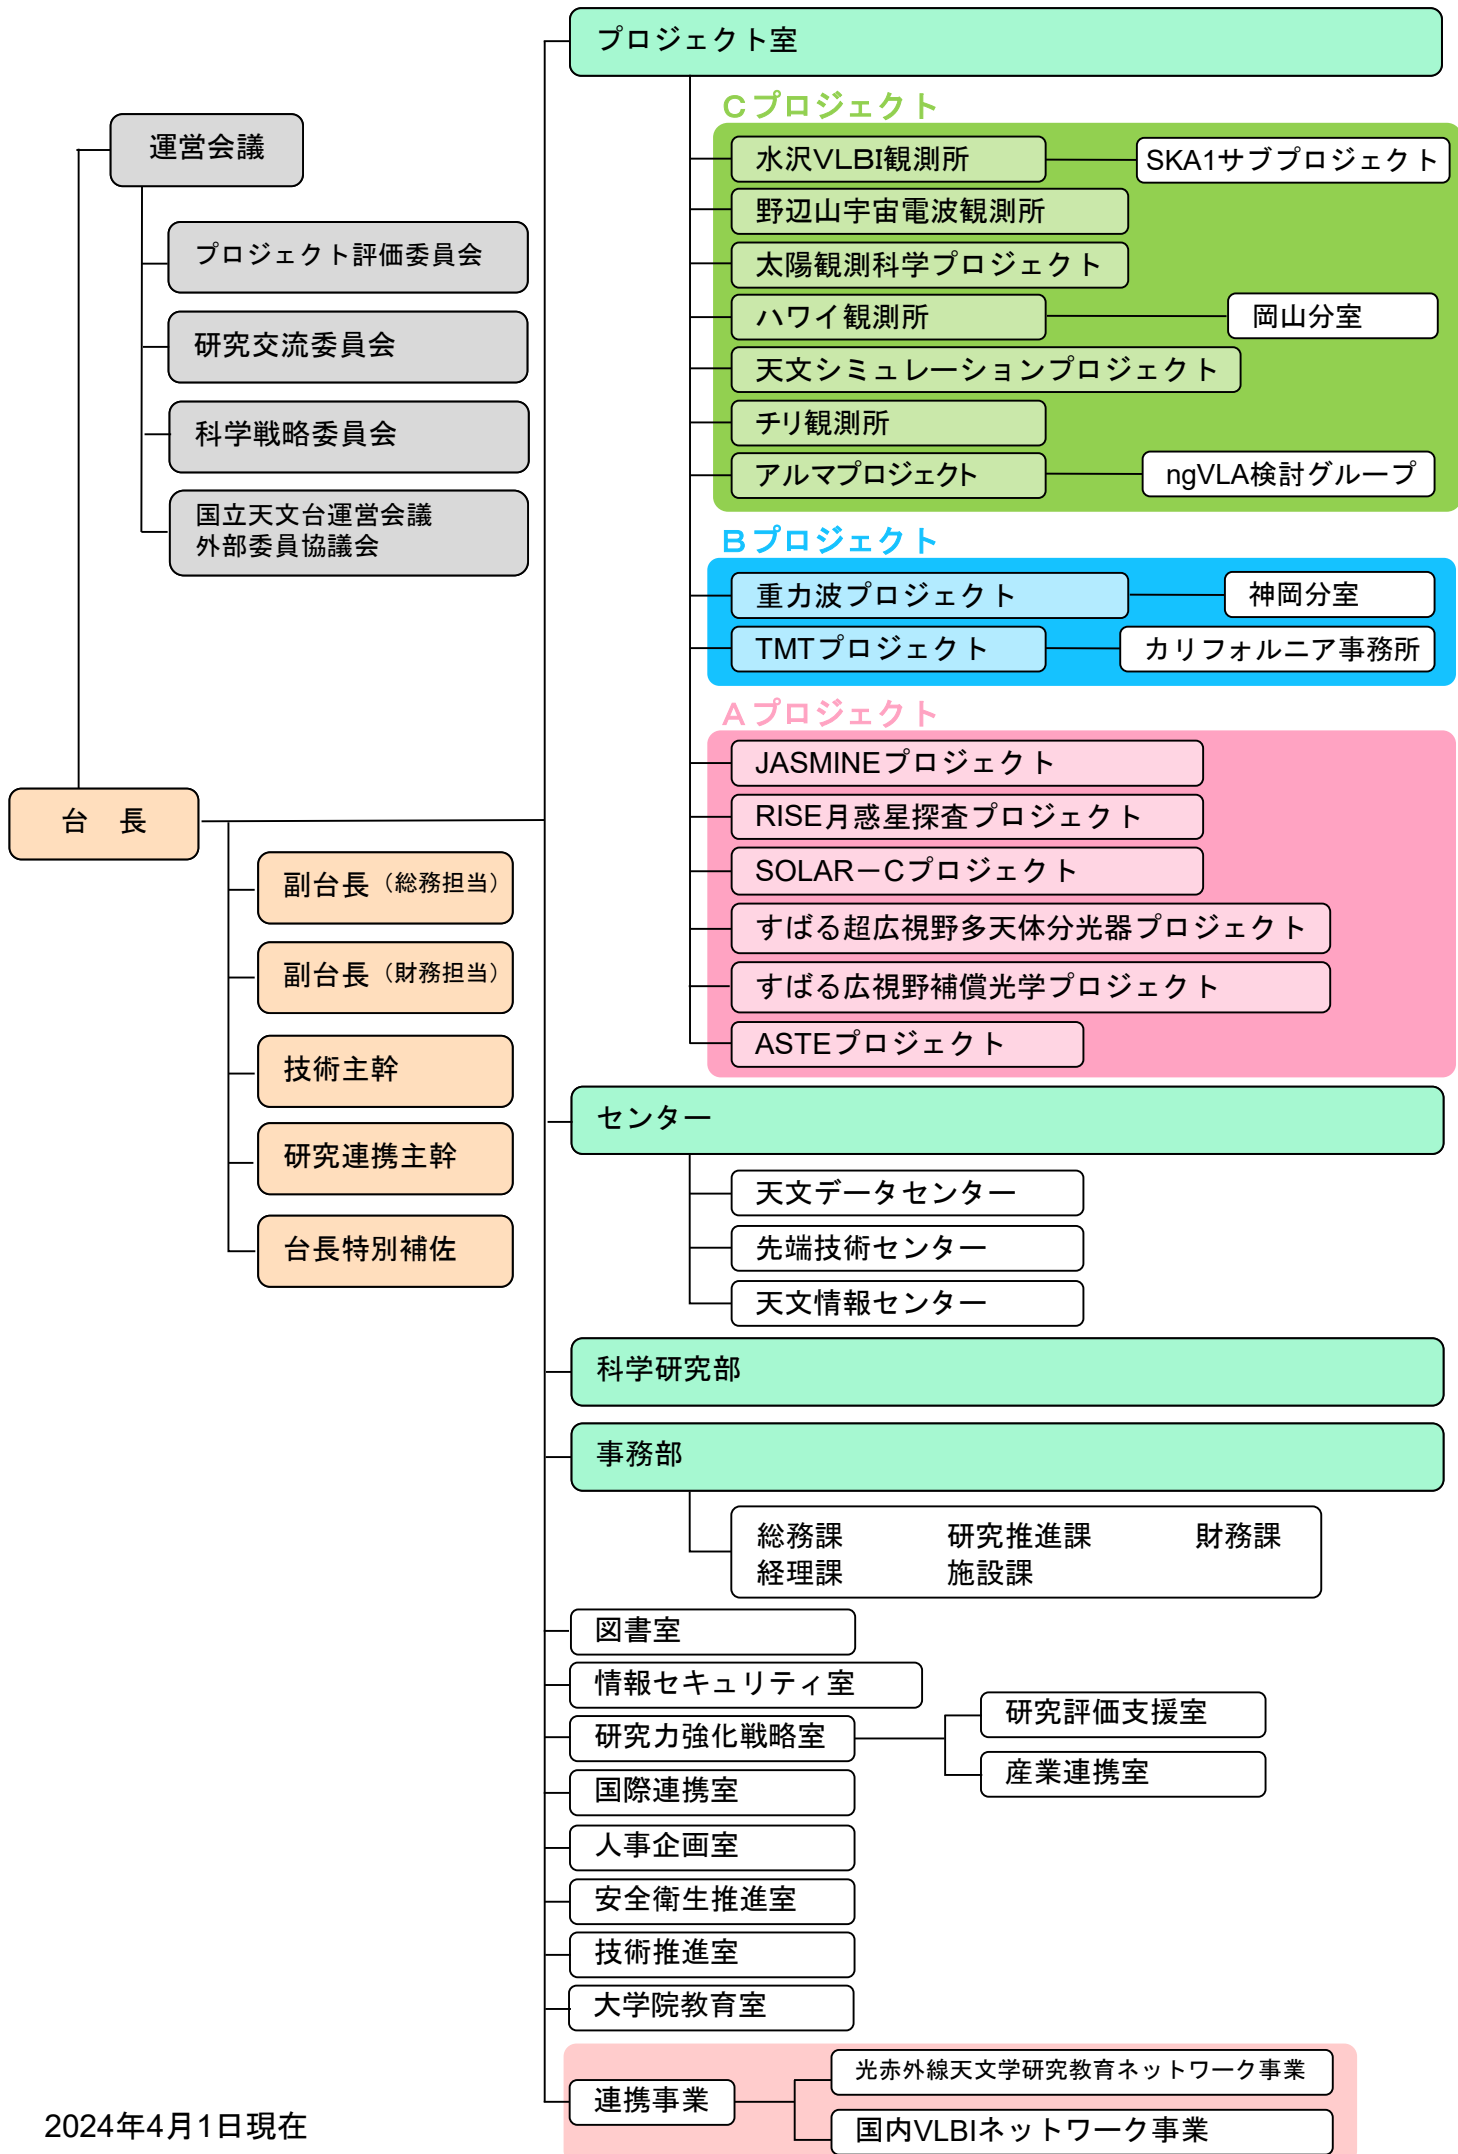 運営会議
プロジェクト評価委員会
研究交流委員会
科学戦略委員会
国立天文台運営会議
外部委員協議会
台　長
副台長（総務担当）
副台長（財務担当）
技術主幹
研究連携主幹
台長特別補佐
プロジェクト室
Ｃプロジェクト
水沢VLBI観測所
SKA1サブプロジェクト
野辺山宇宙電波観測所
太陽観測科学プロジェクト
ハワイ観測所
岡山分室
天文シミュレーションプロジェクト
チリ観測所
アルマプロジェクト
ngVLA検討グループ
Ｂプロジェクト
重力波プロジェクト
神岡分室
TMTプロジェクト
カリフォルニア事務所
Ａプロジェクト
JASMINEプロジェクト
RISE月惑星探査プロジェクト
SOLAR－Cプロジェクト
すばる超広視野多天体分光器プロジェクト
すばる広視野補償光学プロジェクト
ASTEプロジェクト
センター
天文データセンター
先端技術センター
天文情報センター
科学研究部
事務部
総務課　研究推進課　財務課
経理課　施設課
図書室
情報セキュリティ室
研究力強化戦略室
研究評価支援室
産業連携室
国際連携室
人事企画室
安全衛生推進室
技術推進室
大学院教育室
連携事業
光赤外線天文学研究教育ネットワーク事業
国内VLBIネットワーク事業
2024年4月1日現在